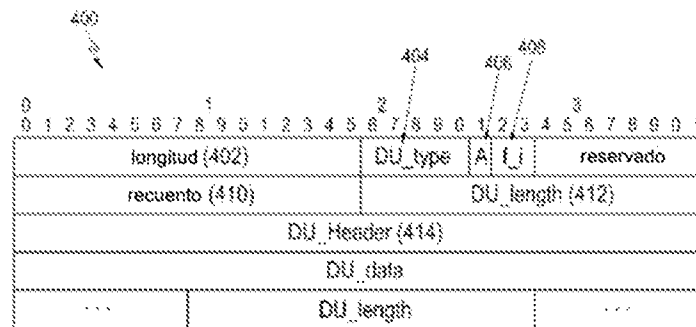 400
404
406
408
0 1 2 3
0 1 2 3 4 5 6 7 8 9 0 1 2 3 4 5 6 7 8 9 0 1 2 3 4 5 6 7 8 9 0 1
longitud (402) DU_type A f_i reservado
recuento (410) DU_length (412)
DU_Header (414)
DU_data
... DU_length ...